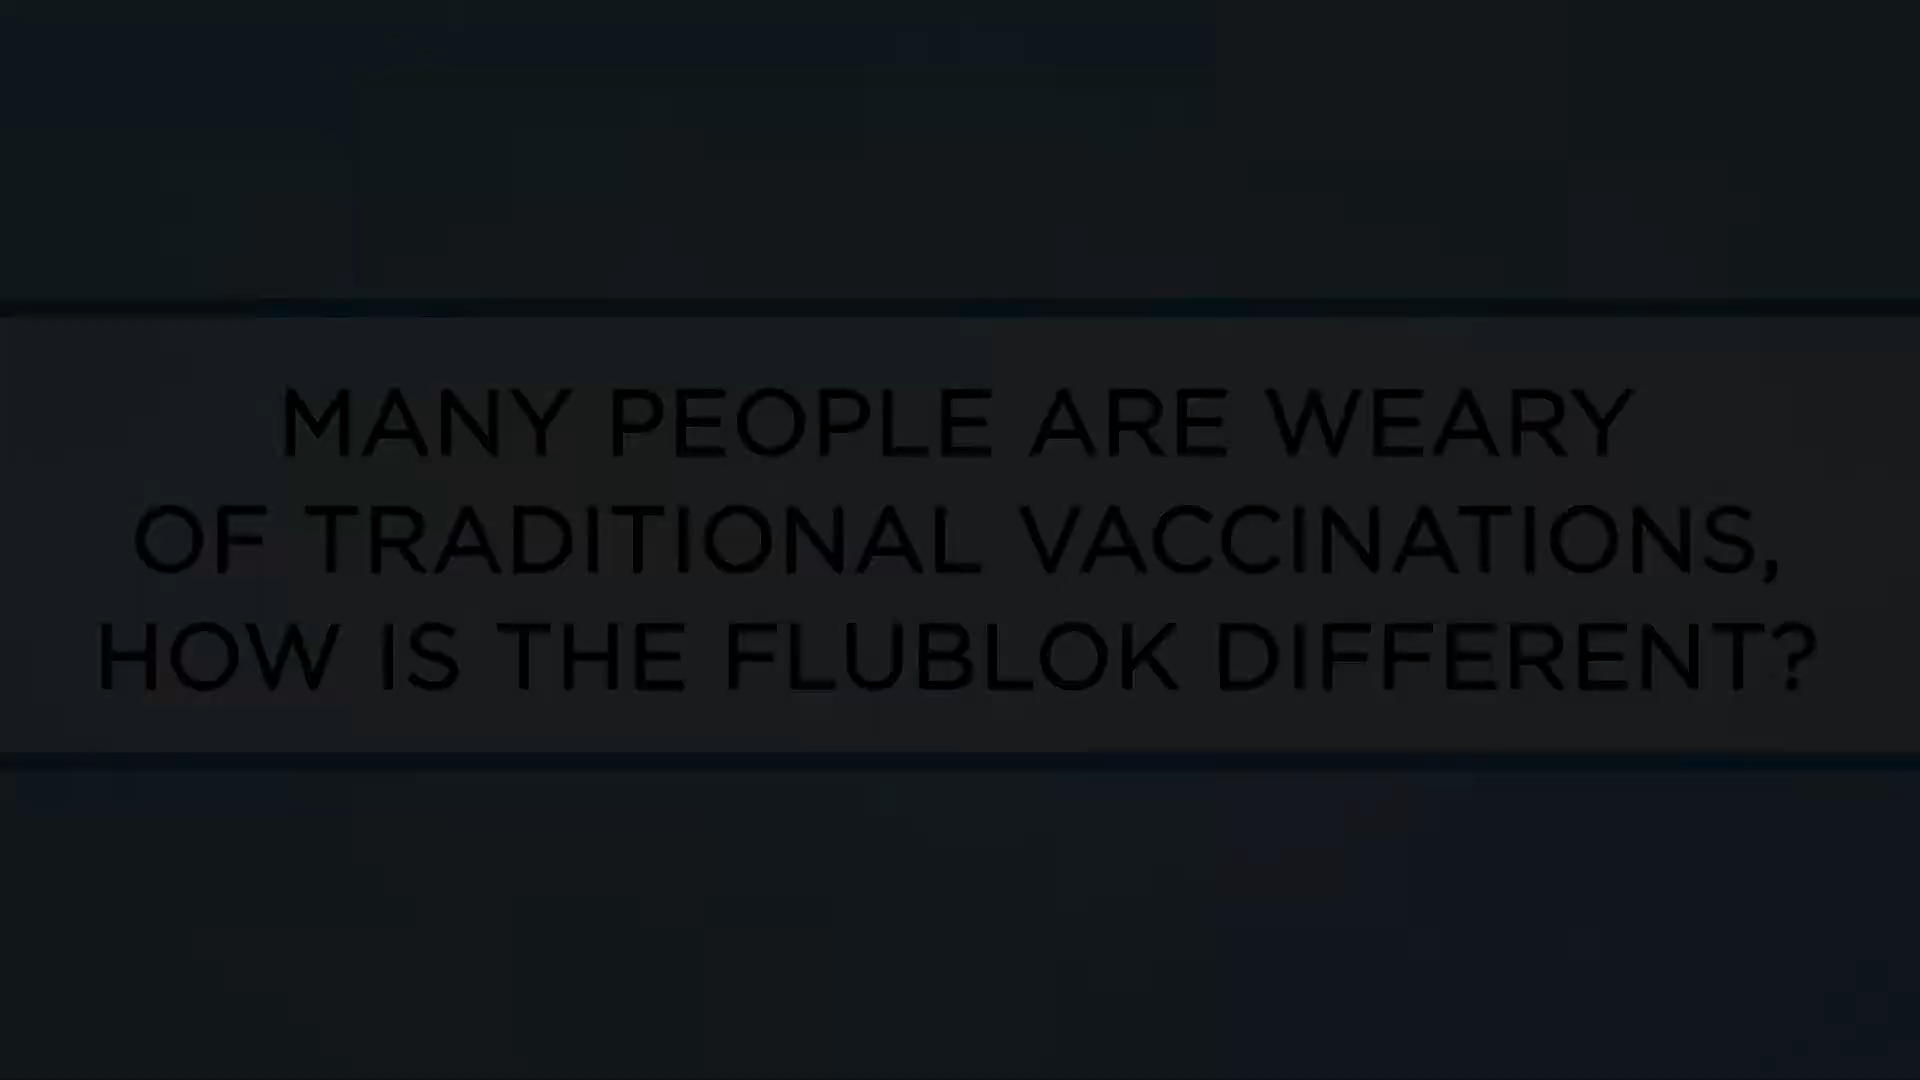 MANY PEOPLE ARE WEARY
OF TRADITIONAL VACCINATIONS,
HOW IS THE FLUBLOK DIFFERENT?